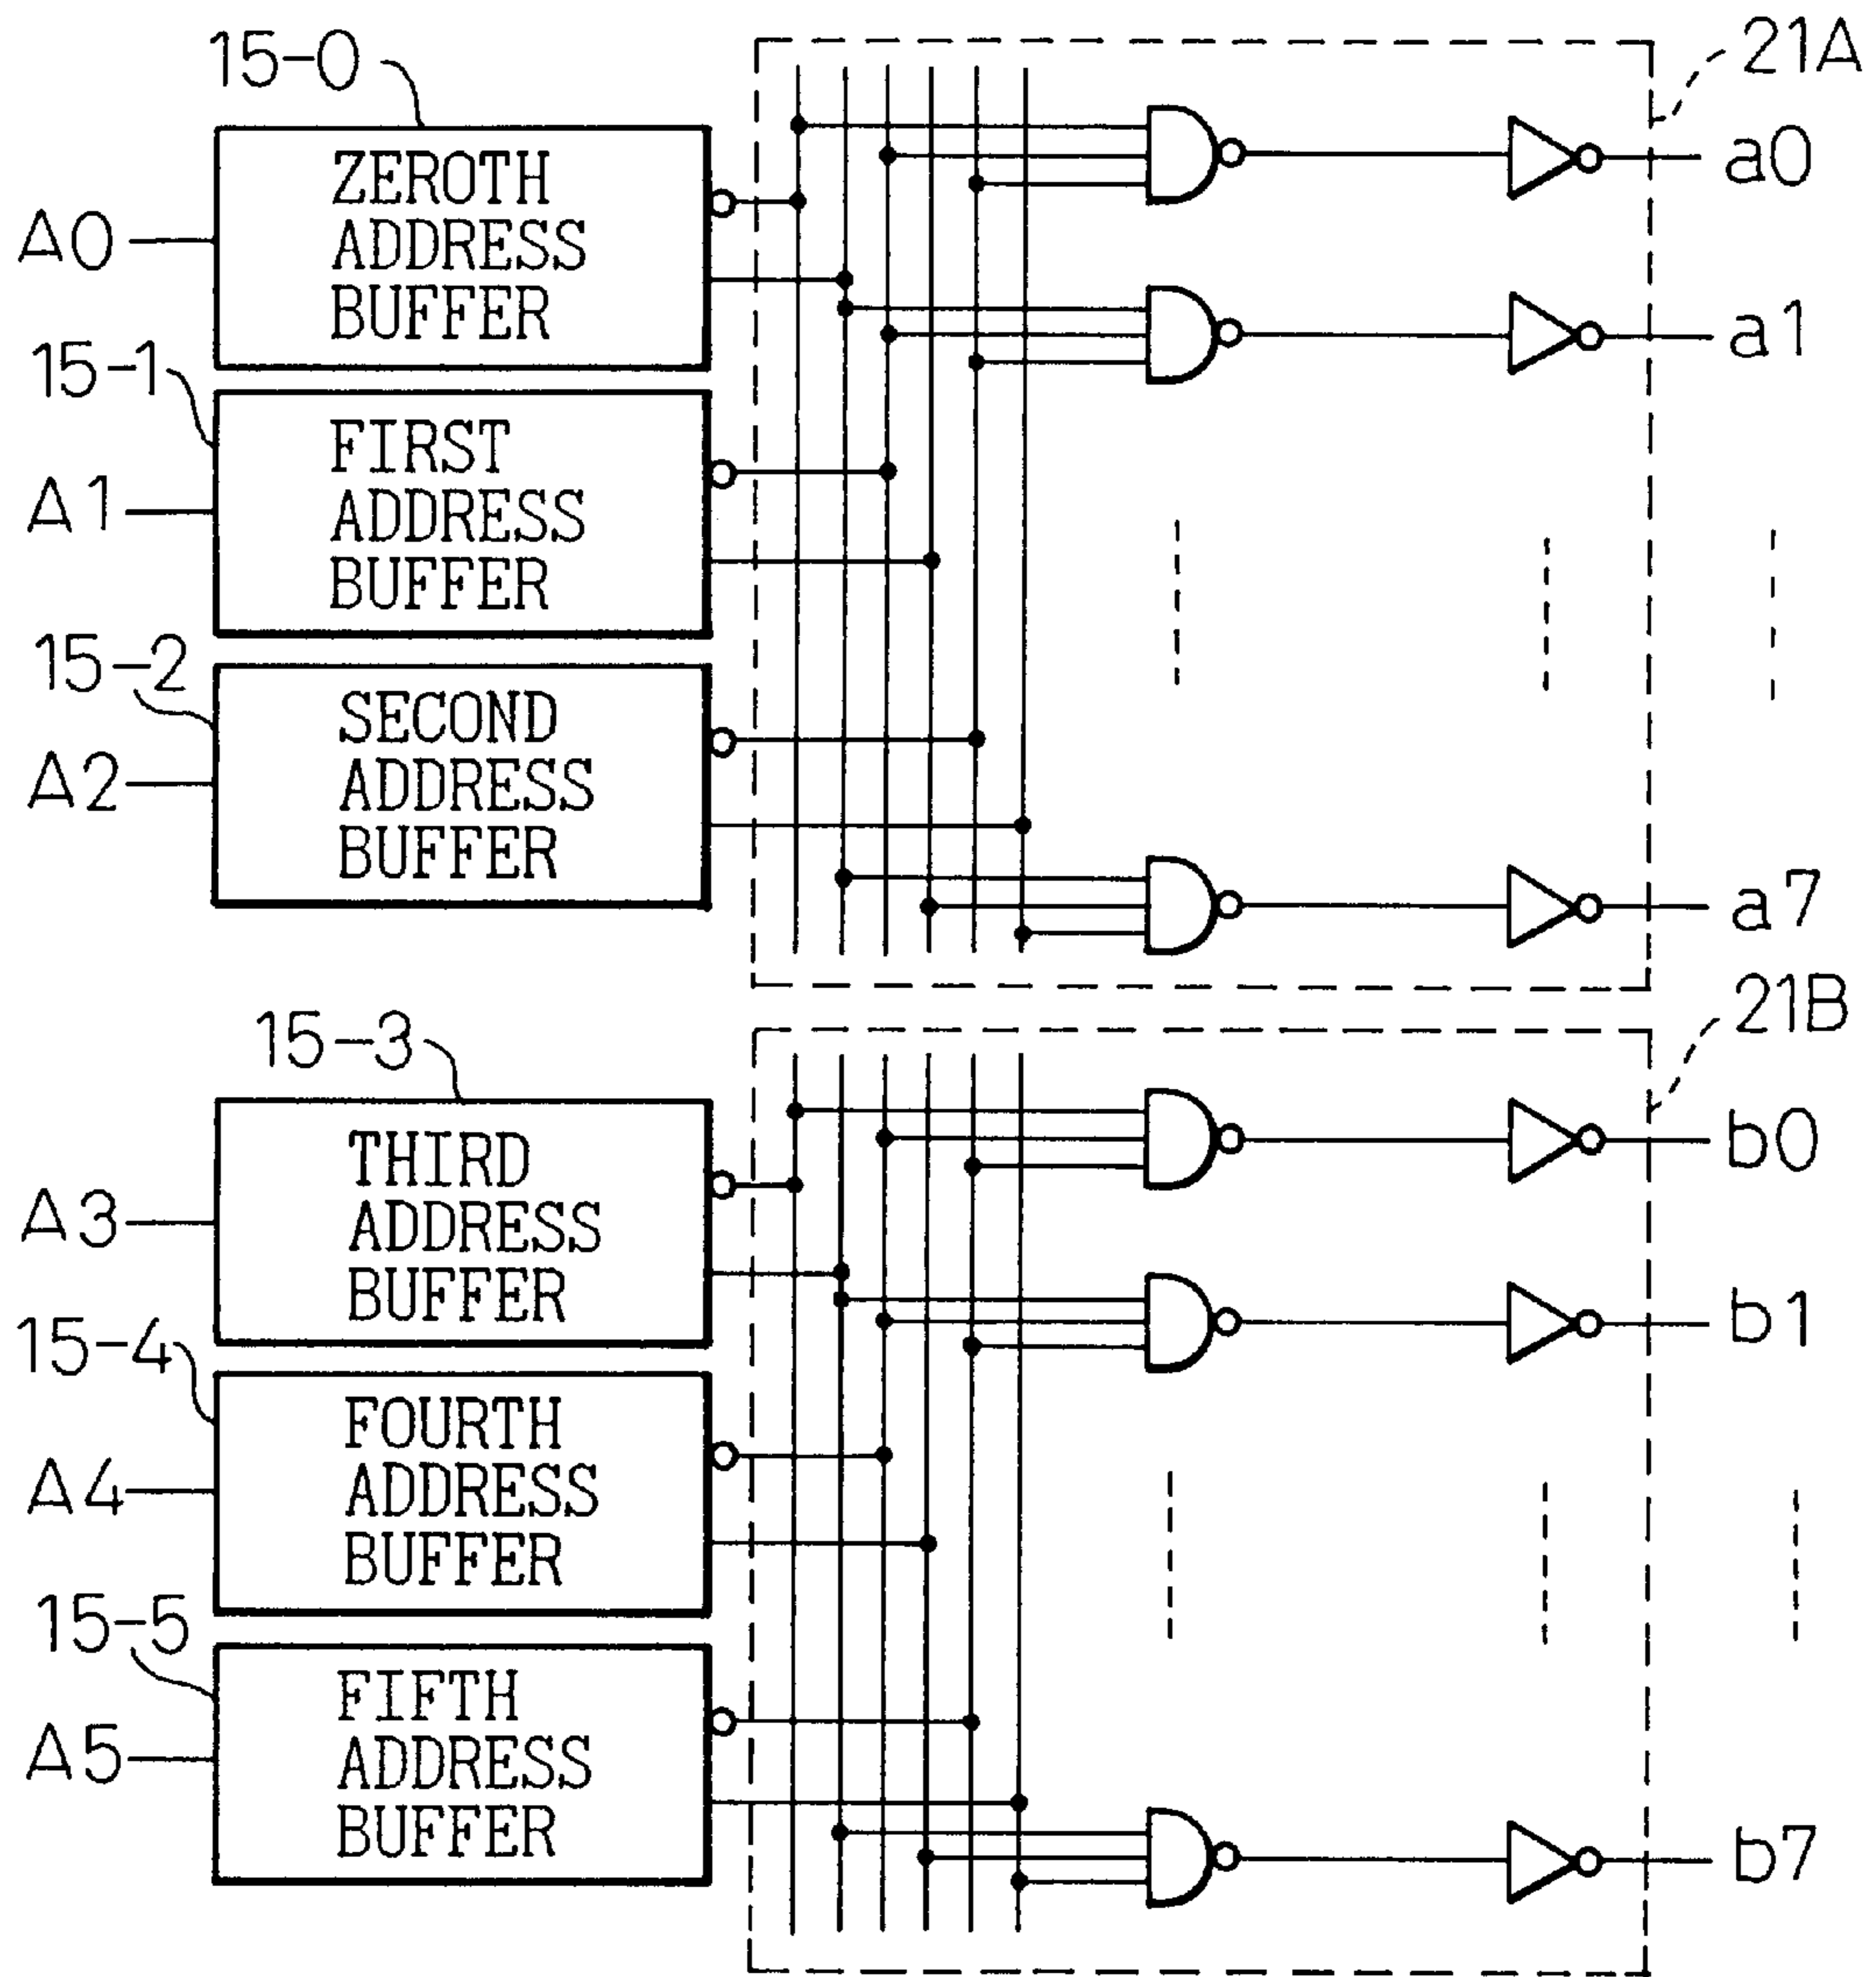 15-0
21A
ZEROTH
ADDRESS
BUFFER
A0
a0
a1
15-1
FIRST
ADDRESS
BUFFER
A1
15-2
SECOND
ADDRESS
BUFFER
A2
a7
21B
15-3
THIRD
ADDRESS
BUFFER
A3
b0
b1
15-4
FOURTH
ADDRESS
BUFFER
A4
15-5
FIFTH
ADDRESS
BUFFER
A5
b7